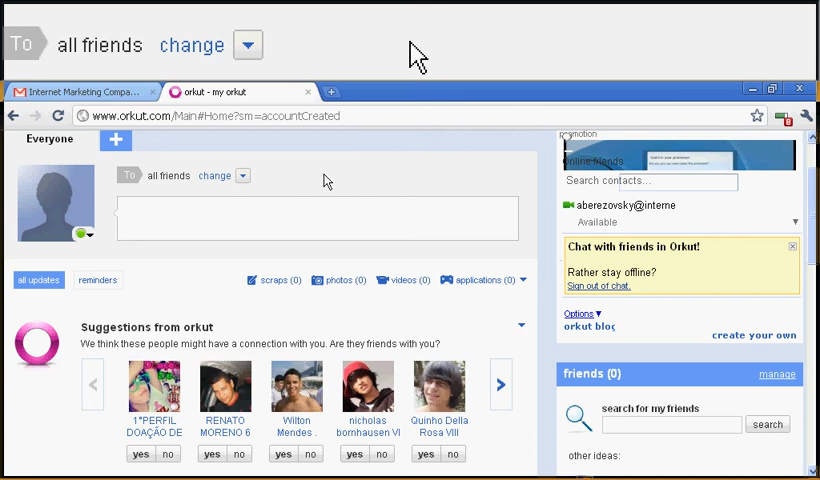 To all friends change
Internet Marketing Compa...
orkut - my orkut
www.orkut.com/Main#Home?sm=accountCreated
8
Everyone
To all friends change
promotion
Online friends
Search contacts...
aberezovsky@interne
Available
Chat with friends in Orkut!
Rather stay offline?
Sign out of chat.
Options
orkut blog
create your own
all updates reminders scraps (0) photos (0) videos (0) applications (0)
Suggestions from orkut
We think these people might have a connection with you. Are they friends with you?
1°PERFIL DOAÇÃO DE
RENATO MORENO 6
Wilton Mendes .
nicholas bornhausen VI
Quinho Della Rosa VIII
yes no yes no yes no yes no yes no
friends (0) manage
search for my friends
search
other ideas: